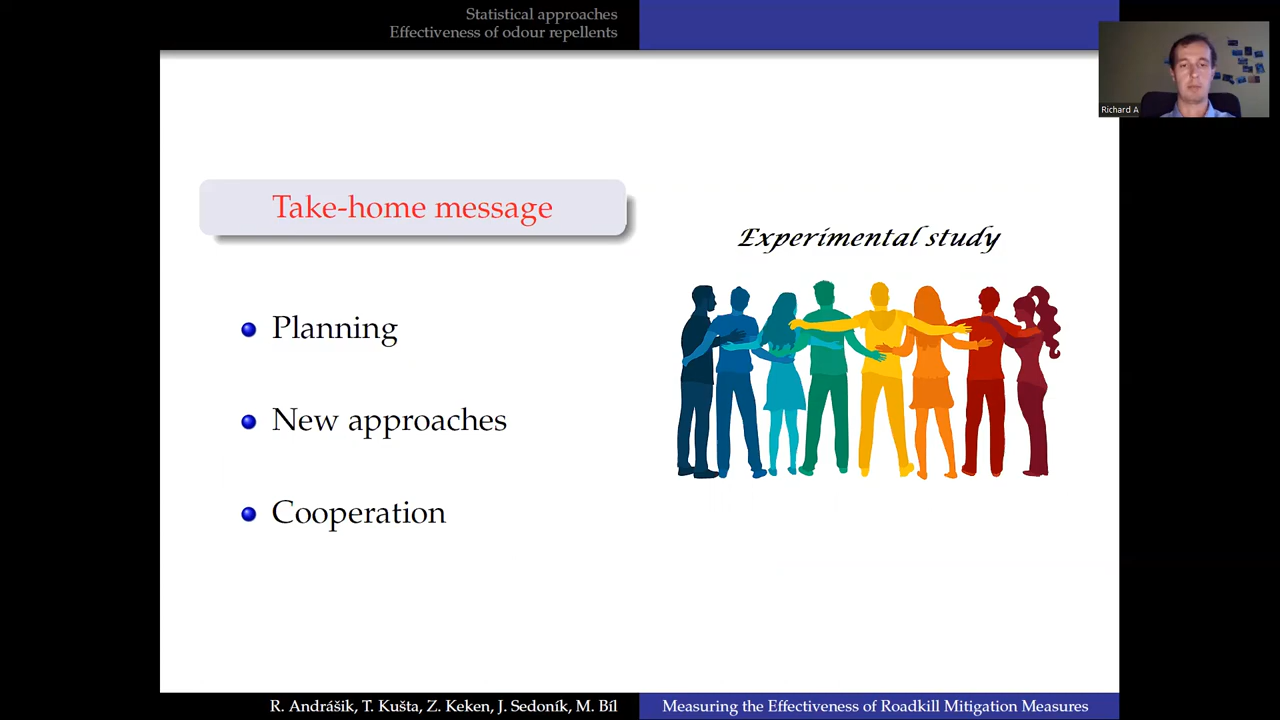 Statistical approaches
Effectiveness of odour repellents
Richard A
Take-home message
Experimental study
Planning
New approaches
Cooperation
R. Andrášik, T. Kušta, Z. Keken, J. Sedoník, M. Bíl
Measuring the Effectiveness of Roadkill Mitigation Measures